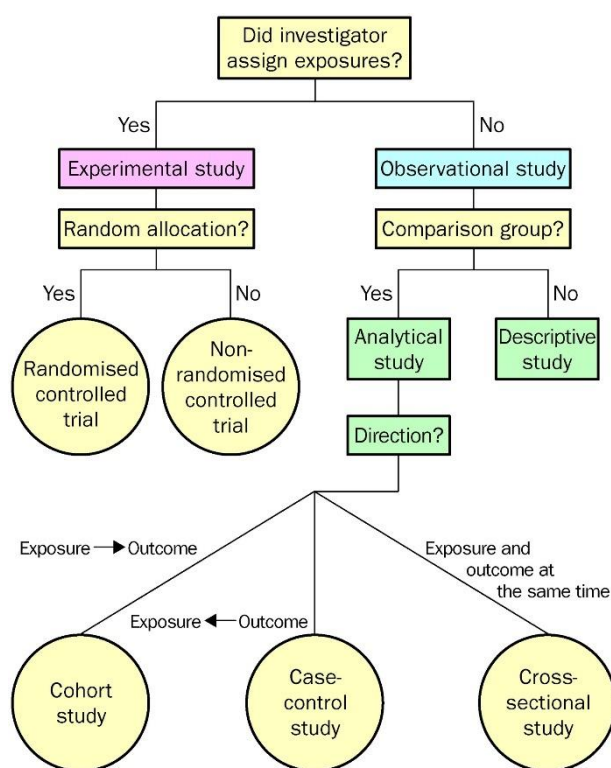 Did investigator
assign exposures?
Yes
No
Experimental study
Observational study
Random allocation?
Comparison group?
Yes
No
Yes
No
Randomised
controlled
trial
Non-
randomised
controlled
trial
Analytical
study
Descriptive
study
Direction?
Exposure → Outcome
Exposure and
outcome at
the same time
Exposure ← Outcome
Cohort
study
Case-
control
study
Cross-
sectional
study